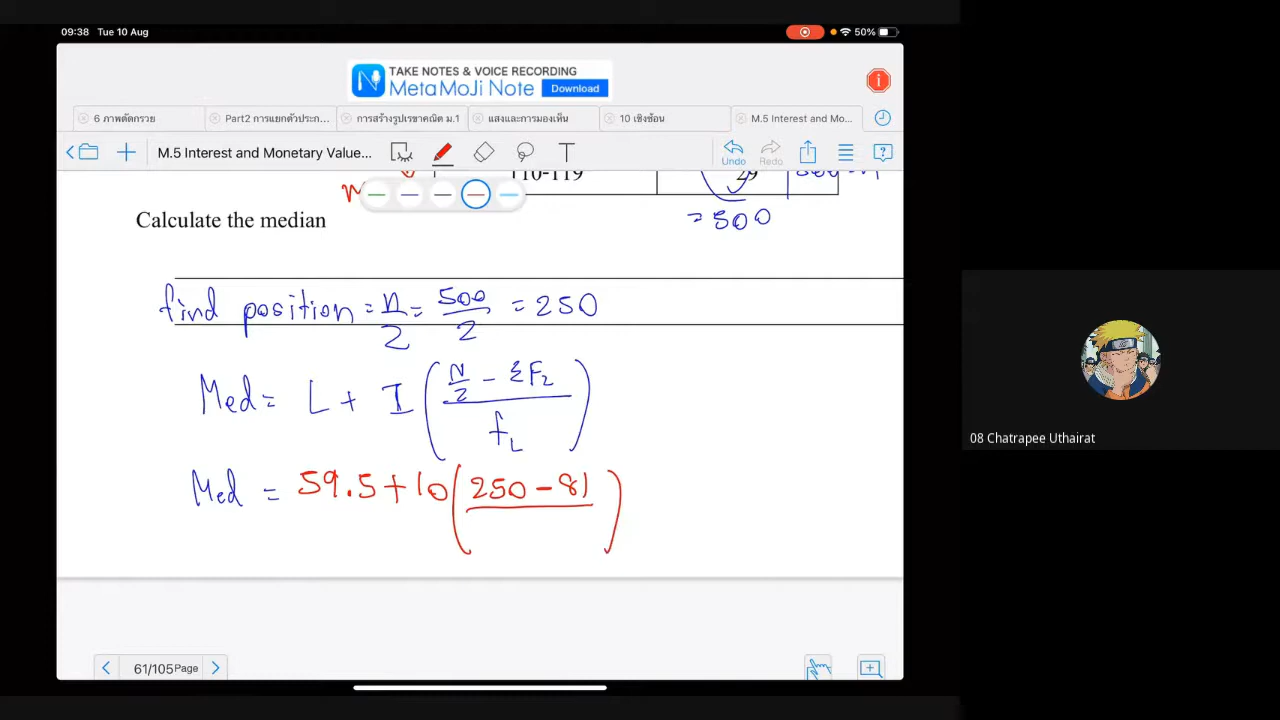 09:38 Tue 10 Aug
50%
TAKE NOTES & VOICE RECORDING
MetaMoJi Note Download
6 ภาพตัดกรวย
Part2 การแยกตัวประก...
การสร้างรูปเรขาคณิต ม.1
แสงและการมองเห็น
10 เชิงซ้อน
M.5 Interest and Mo...
M.5 Interest and Monetary Value...
T
Undo
Redo
110-119 29
= 500
Calculate the median
find position = n/2 = 500/2 = 250
Med = L + I ( (N/2 - ΣF₂) / f_L )
Med = 59.5 + 10 ( 250 - 81 )
61/105Page
08 Chatrapee Uthairat